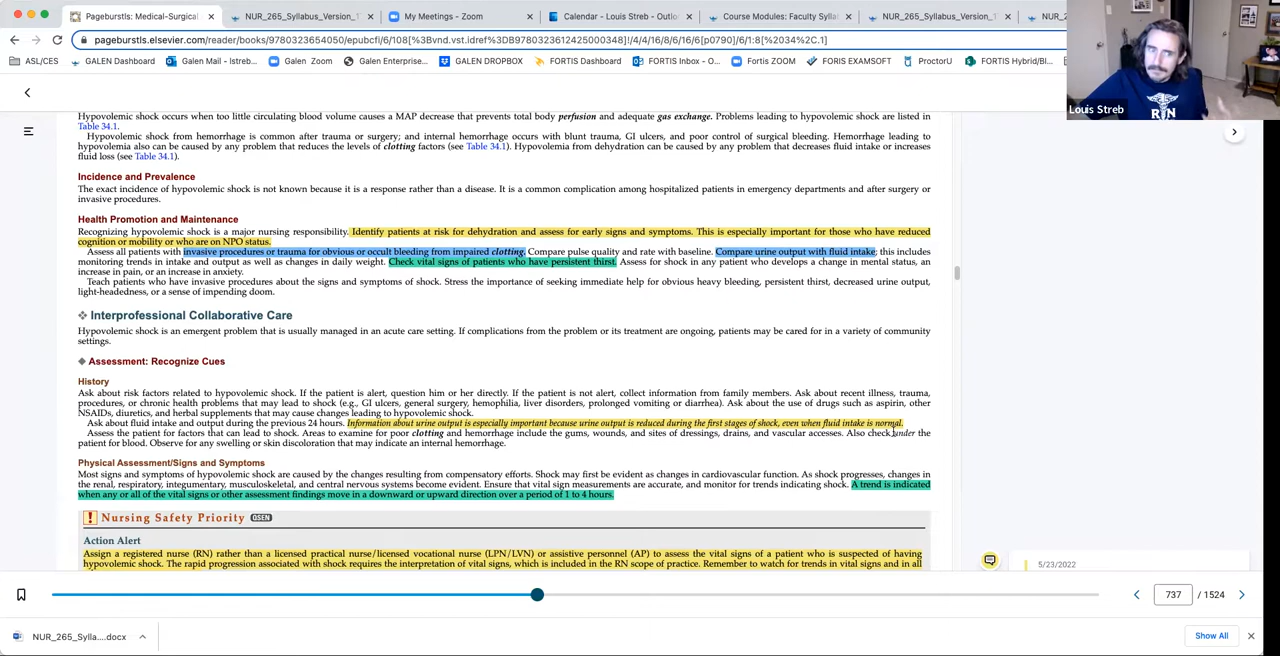 Pageburstls: Medical-Surgical
NUR_265_Syllabus_Version_1
My Meetings - Zoom
Calendar - Louis Streb - Outlo
Course Modules: Faculty Sylla
NUR_265_Syllabus_Version_1
NUR_2
pageburstls.elsevier.com/reader/books/9780323654050/epubcfi/6/108[%3Bvnd.vst.idref%3DB9780323612425000348]!/4/4/16/8/6/16/6[p0790]/6/1:8[%2034%2C.1]
ASL/CES
GALEN Dashboard
Galen Mail - lstreb...
Galen Zoom
Galen Enterprise...
GALEN DROPBOX
FORTIS Dashboard
FORTIS Inbox - O...
Fortis ZOOM
FORIS EXAMSOFT
ProctorU
FORTIS Hybrid/Bl...
Louis Streb
RN
Hypovolemic shock occurs when too little circulating blood volume causes a MAP decrease that prevents total body perfusion and adequate gas exchange. Problems leading to hypovolemic shock are listed in
Table 34.1.
Hypovolemic shock from hemorrhage is common after trauma or surgery; and internal hemorrhage occurs with blunt trauma, GI ulcers, and poor control of surgical bleeding. Hemorrhage leading to
hypovolemia also can be caused by any problem that reduces the levels of clotting factors (see Table 34.1). Hypovolemia from dehydration can be caused by any problem that decreases fluid intake or increases
fluid loss (see Table 34.1).
Incidence and Prevalence
The exact incidence of hypovolemic shock is not known because it is a response rather than a disease. It is a common complication among hospitalized patients in emergency departments and after surgery or
invasive procedures.
Health Promotion and Maintenance
Recognizing hypovolemic shock is a major nursing responsibility. Identify patients at risk for dehydration and assess for early signs and symptoms. This is especially important for those who have reduced
cognition or mobility or who are on NPO status.
Assess all patients with invasive procedures or trauma for obvious or occult bleeding from impaired clotting. Compare pulse quality and rate with baseline. Compare urine output with fluid intake; this includes
monitoring trends in intake and output as well as changes in daily weight. Check vital signs of patients who have persistent thirst. Assess for shock in any patient who develops a change in mental status, an
increase in pain, or an increase in anxiety.
Teach patients who have invasive procedures about the signs and symptoms of shock. Stress the importance of seeking immediate help for obvious heavy bleeding, persistent thirst, decreased urine output,
light-headedness, or a sense of impending doom.
❖ Interprofessional Collaborative Care
Hypovolemic shock is an emergent problem that is usually managed in an acute care setting. If complications from the problem or its treatment are ongoing, patients may be cared for in a variety of community
settings.
◆ Assessment: Recognize Cues
History
Ask about risk factors related to hypovolemic shock. If the patient is alert, question him or her directly. If the patient is not alert, collect information from family members. Ask about recent illness, trauma,
procedures, or chronic health problems that may lead to shock (e.g., GI ulcers, general surgery, hemophilia, liver disorders, prolonged vomiting or diarrhea). Ask about the use of drugs such as aspirin, other
NSAIDs, diuretics, and herbal supplements that may cause changes leading to hypovolemic shock.
Ask about fluid intake and output during the previous 24 hours. Information about urine output is especially important because urine output is reduced during the first stages of shock, even when fluid intake is normal.
Assess the patient for factors that can lead to shock. Areas to examine for poor clotting and hemorrhage include the gums, wounds, and sites of dressings, drains, and vascular accesses. Also check under the
patient for blood. Observe for any swelling or skin discoloration that may indicate an internal hemorrhage.
Physical Assessment/Signs and Symptoms
Most signs and symptoms of hypovolemic shock are caused by the changes resulting from compensatory efforts. Shock may first be evident as changes in cardiovascular function. As shock progresses, changes in
the renal, respiratory, integumentary, musculoskeletal, and central nervous systems become evident. Ensure that vital sign measurements are accurate, and monitor for trends indicating shock. A trend is indicated
when any or all of the vital signs or other assessment findings move in a downward or upward direction over a period of 1 to 4 hours.
! Nursing Safety Priority QSEN
Action Alert
Assign a registered nurse (RN) rather than a licensed practical nurse/licensed vocational nurse (LPN/LVN) or assistive personnel (AP) to assess the vital signs of a patient who is suspected of having
hypovolemic shock. The rapid progression associated with shock requires the interpretation of vital signs, which is included in the RN scope of practice. Remember to watch for trends in vital signs and in all
5/23/2022
737 / 1524
NUR_265_Sylla....docx
Show All